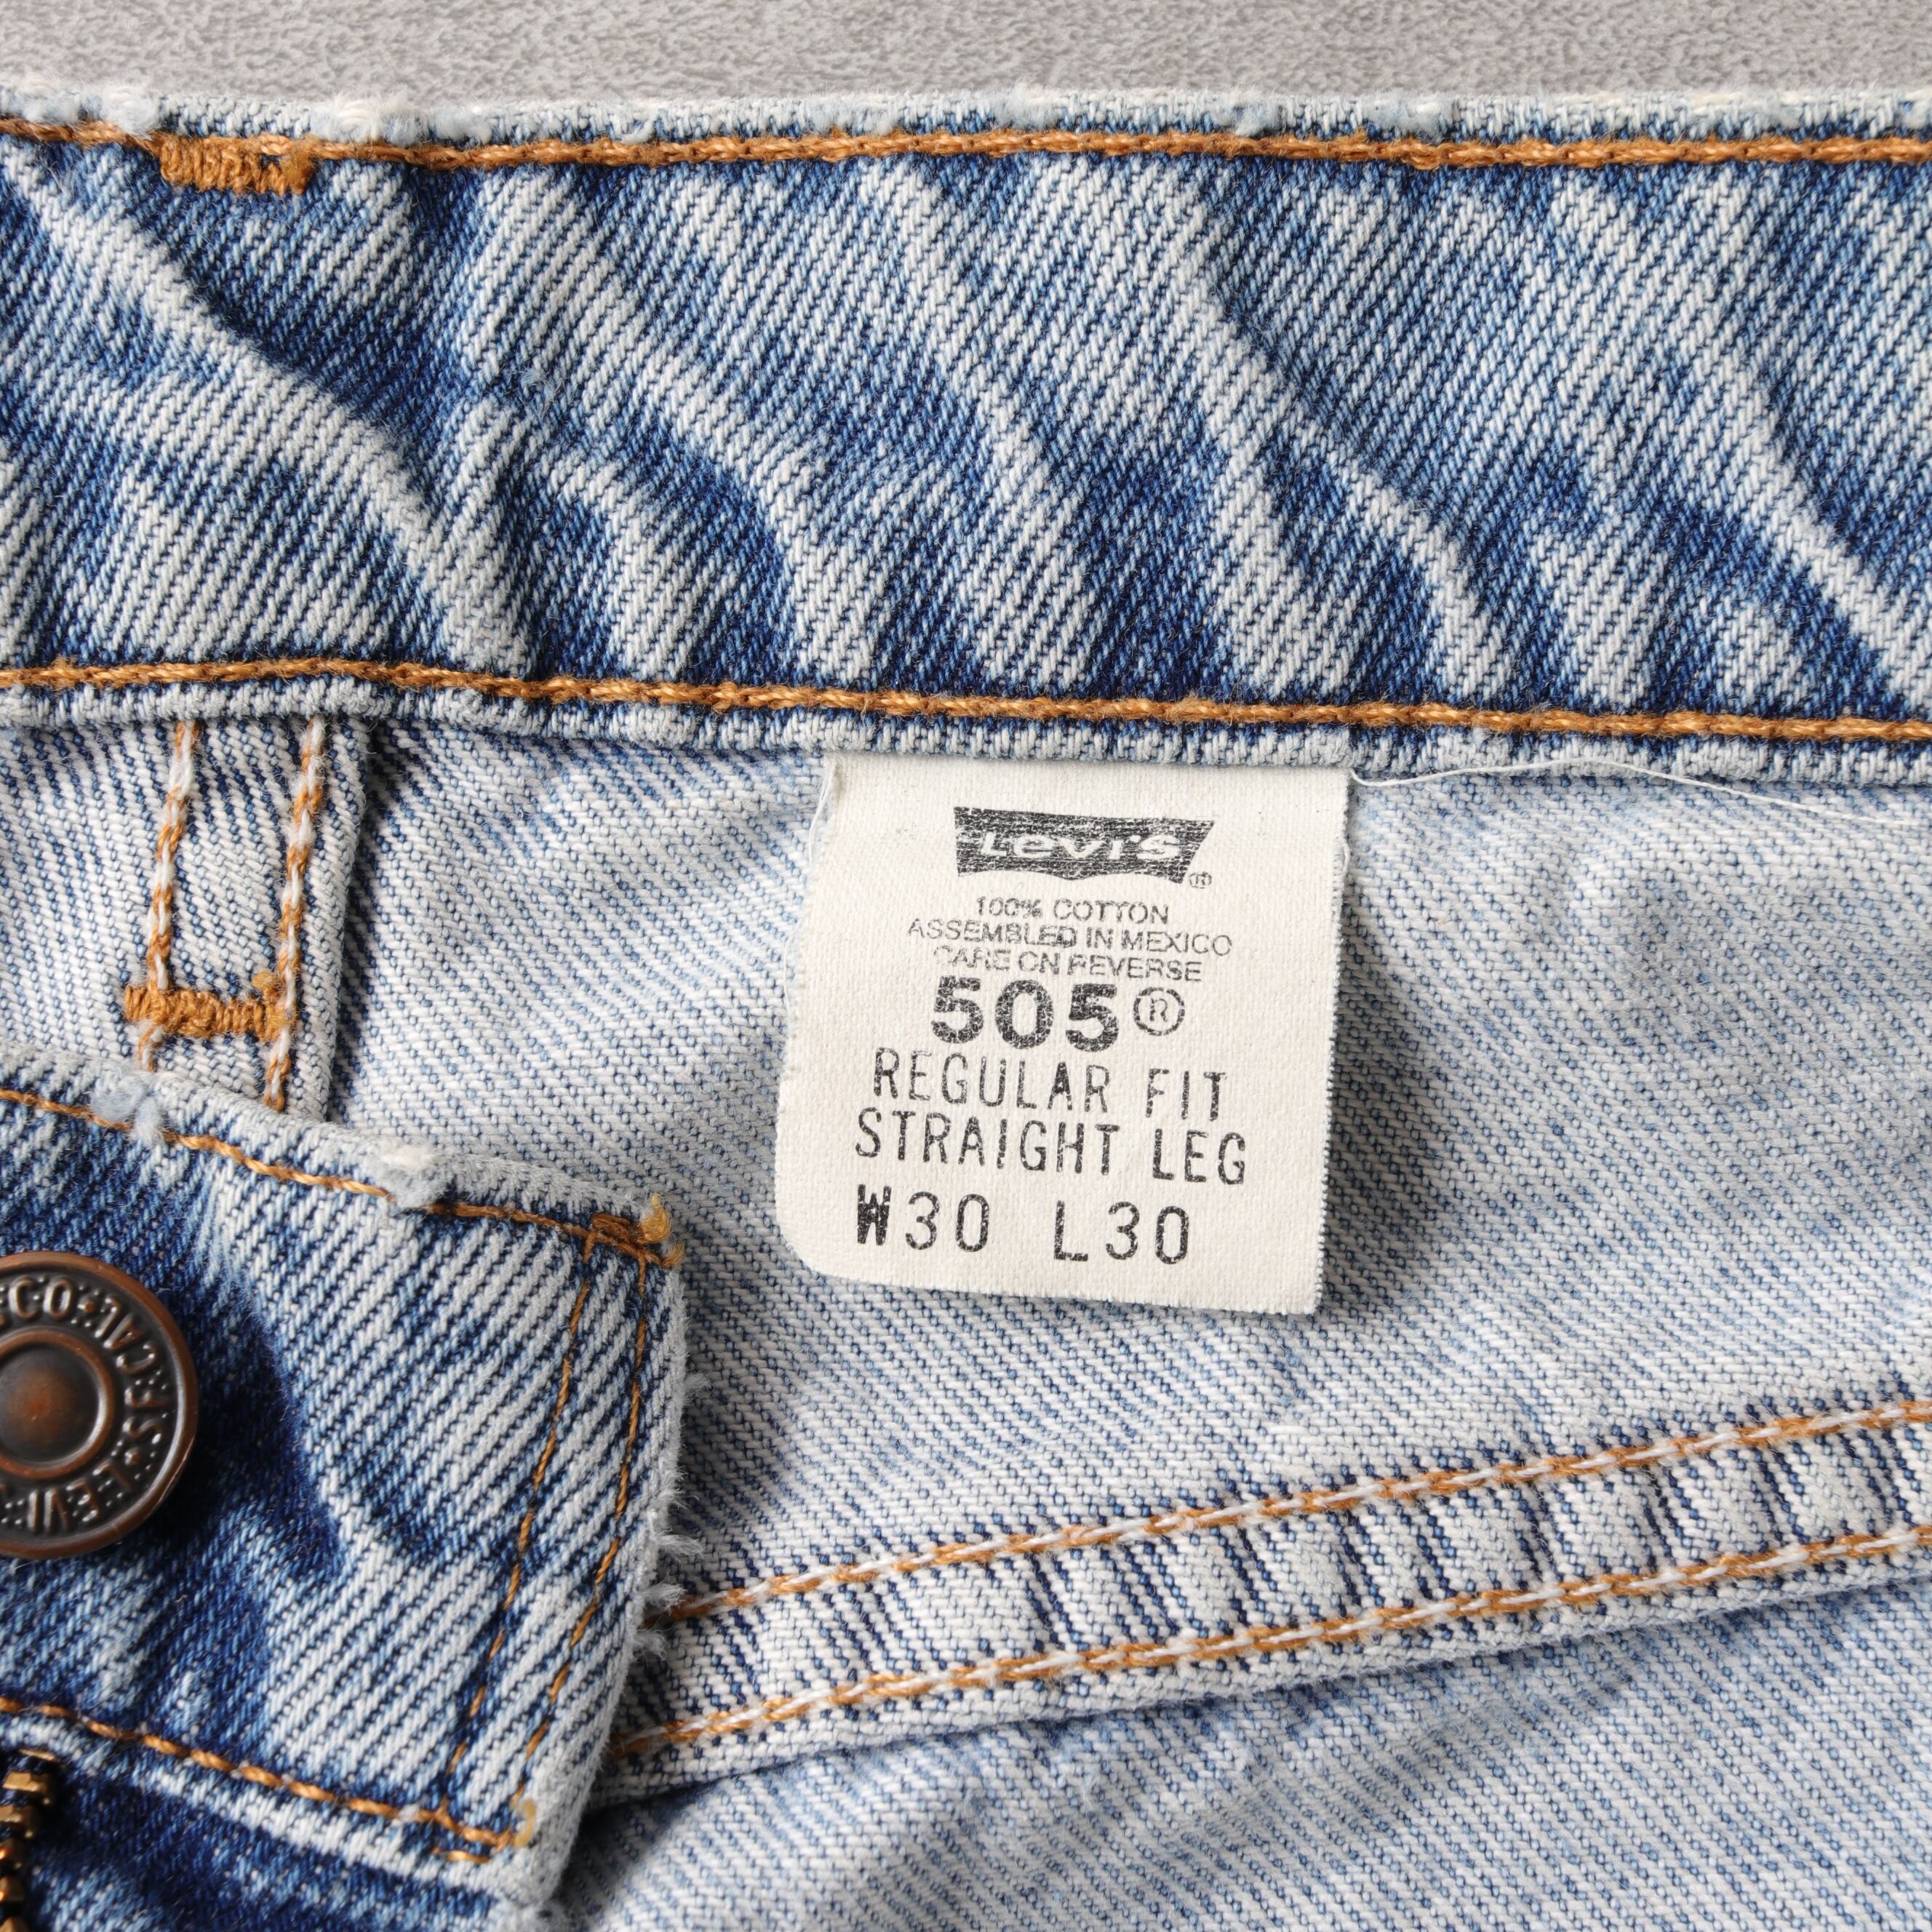 Levi's ®
100% COTTON
ASSEMBLED IN MEXICO
CARE ON REVERSE
505®
REGULAR FIT
STRAIGHT LEG
W30 L30